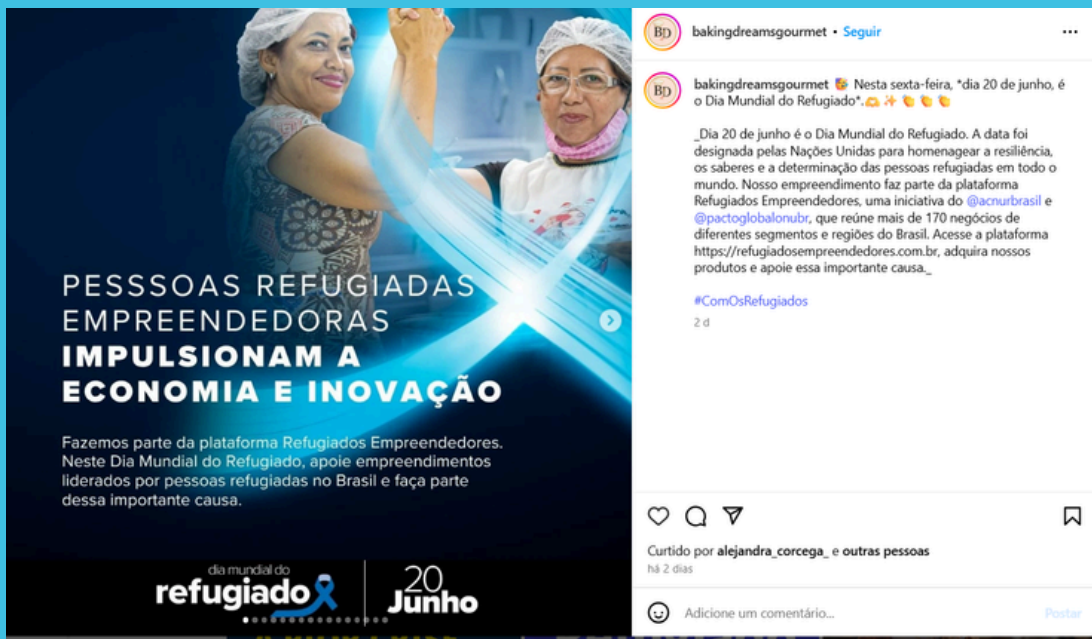 PESSSOAS REFUGIADAS
EMPREENDEDORAS
IMPULSIONAM A
ECONOMIA E INOVAÇÃO
Fazemos parte da plataforma Refugiados Empreendedores.
Neste Dia Mundial do Refugiado, apoie empreendimentos
liderados por pessoas refugiadas no Brasil e faça parte
dessa importante causa.
dia mundial do
refugiado
20
Junho
BD
bakingdreamsgourmet • Seguir
BD
bakingdreamsgourmet 🥳 Nesta sexta-feira, *dia 20 de junho, é
o Dia Mundial do Refugiado*.🫶✨👏👏👏
_Dia 20 de junho é o Dia Mundial do Refugiado. A data foi
designada pelas Nações Unidas para homenagear a resiliência,
os saberes e a determinação das pessoas refugiadas em todo o
mundo. Nosso empreendimento faz parte da plataforma
Refugiados Empreendedores, uma iniciativa do @acnurbrasil e
@pactoglobalonubr, que reúne mais de 170 negócios de
diferentes segmentos e regiões do Brasil. Acesse a plataforma
https://refugiadosempreendedores.com.br, adquira nossos
produtos e apoie essa importante causa._
#ComOsRefugiados
2 d
Curtido por alejandra_corcega_ e outras pessoas
há 2 dias
Adicione um comentário...
Postar